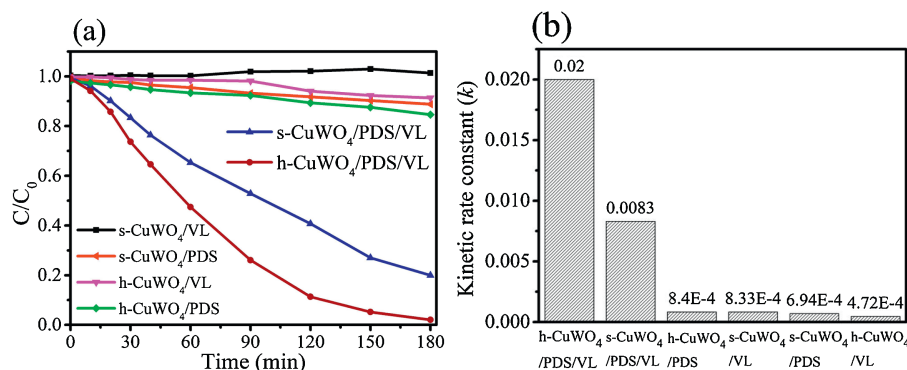 (a)
1.0
0.8
0.6
0.4
0.2
0.0
C/C₀
s-CuWO₄/PDS/VL
h-CuWO₄/PDS/VL
s-CuWO₄/VL
s-CuWO₄/PDS
h-CuWO₄/VL
h-CuWO₄/PDS
0 30 60 90 120 150 180
Time (min)
(b)
Kinetic rate constant (k)
0.020
0.015
0.010
0.005
0.000
0.02
0.0083
8.4E-4 8.33E-4 6.94E-4 4.72E-4
h-CuWO₄ s-CuWO₄ h-CuWO₄ s-CuWO₄ s-CuWO₄ h-CuWO₄
/PDS/VL /PDS/VL /PDS /VL /PDS /VL